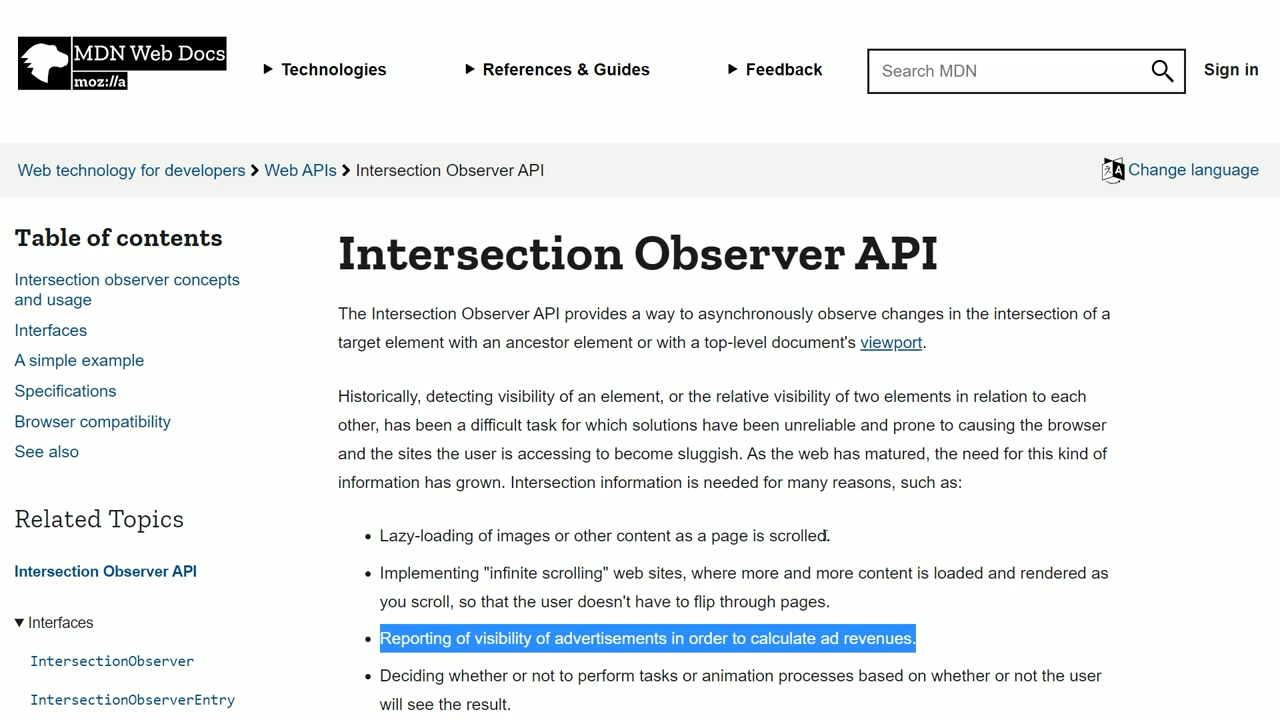 MDN Web Docs
moz://a
Technologies
References & Guides
Feedback
Search MDN
Sign in
Web technology for developers
Web APIs
Intersection Observer API
Change language
Table of contents
Intersection observer concepts
and usage
Interfaces
A simple example
Specifications
Browser compatibility
See also
Related Topics
Intersection Observer API
Interfaces
IntersectionObserver
IntersectionObserverEntry
Intersection Observer API
The Intersection Observer API provides a way to asynchronously observe changes in the intersection of a
target element with an ancestor element or with a top-level document's viewport.
Historically, detecting visibility of an element, or the relative visibility of two elements in relation to each
other, has been a difficult task for which solutions have been unreliable and prone to causing the browser
and the sites the user is accessing to become sluggish. As the web has matured, the need for this kind of
information has grown. Intersection information is needed for many reasons, such as:
Lazy-loading of images or other content as a page is scrolled.
Implementing "infinite scrolling" web sites, where more and more content is loaded and rendered as
you scroll, so that the user doesn't have to flip through pages.
Reporting of visibility of advertisements in order to calculate ad revenues.
Deciding whether or not to perform tasks or animation processes based on whether or not the user
will see the result.